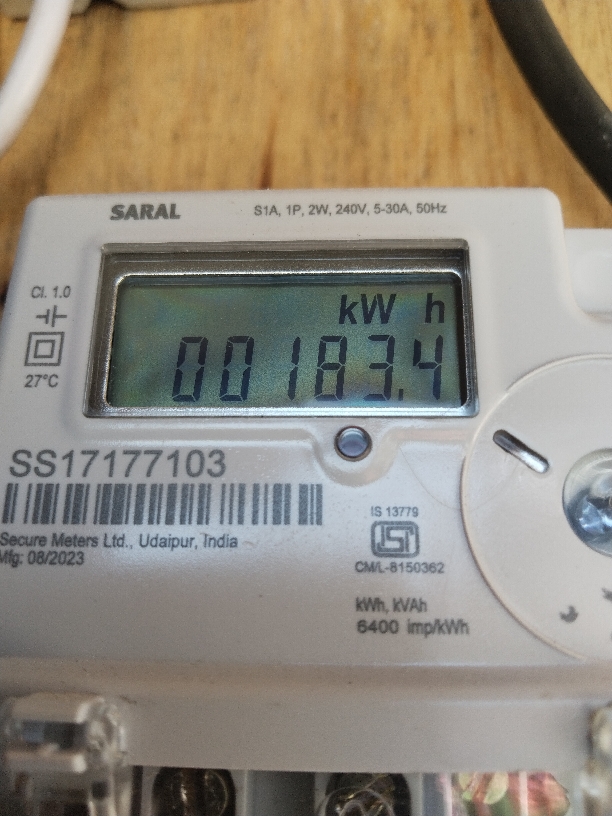 SARAL
S1A, 1P, 2W, 240V, 5-30A, 50Hz
Cl. 1.0
27°C
kW h
00183.4
SS17177103
Secure Meters Ltd., Udaipur, India
Mfg: 08/2023
IS 13779
ISI
CM/L-8150362
kWh, kVAh
6400 imp/kWh